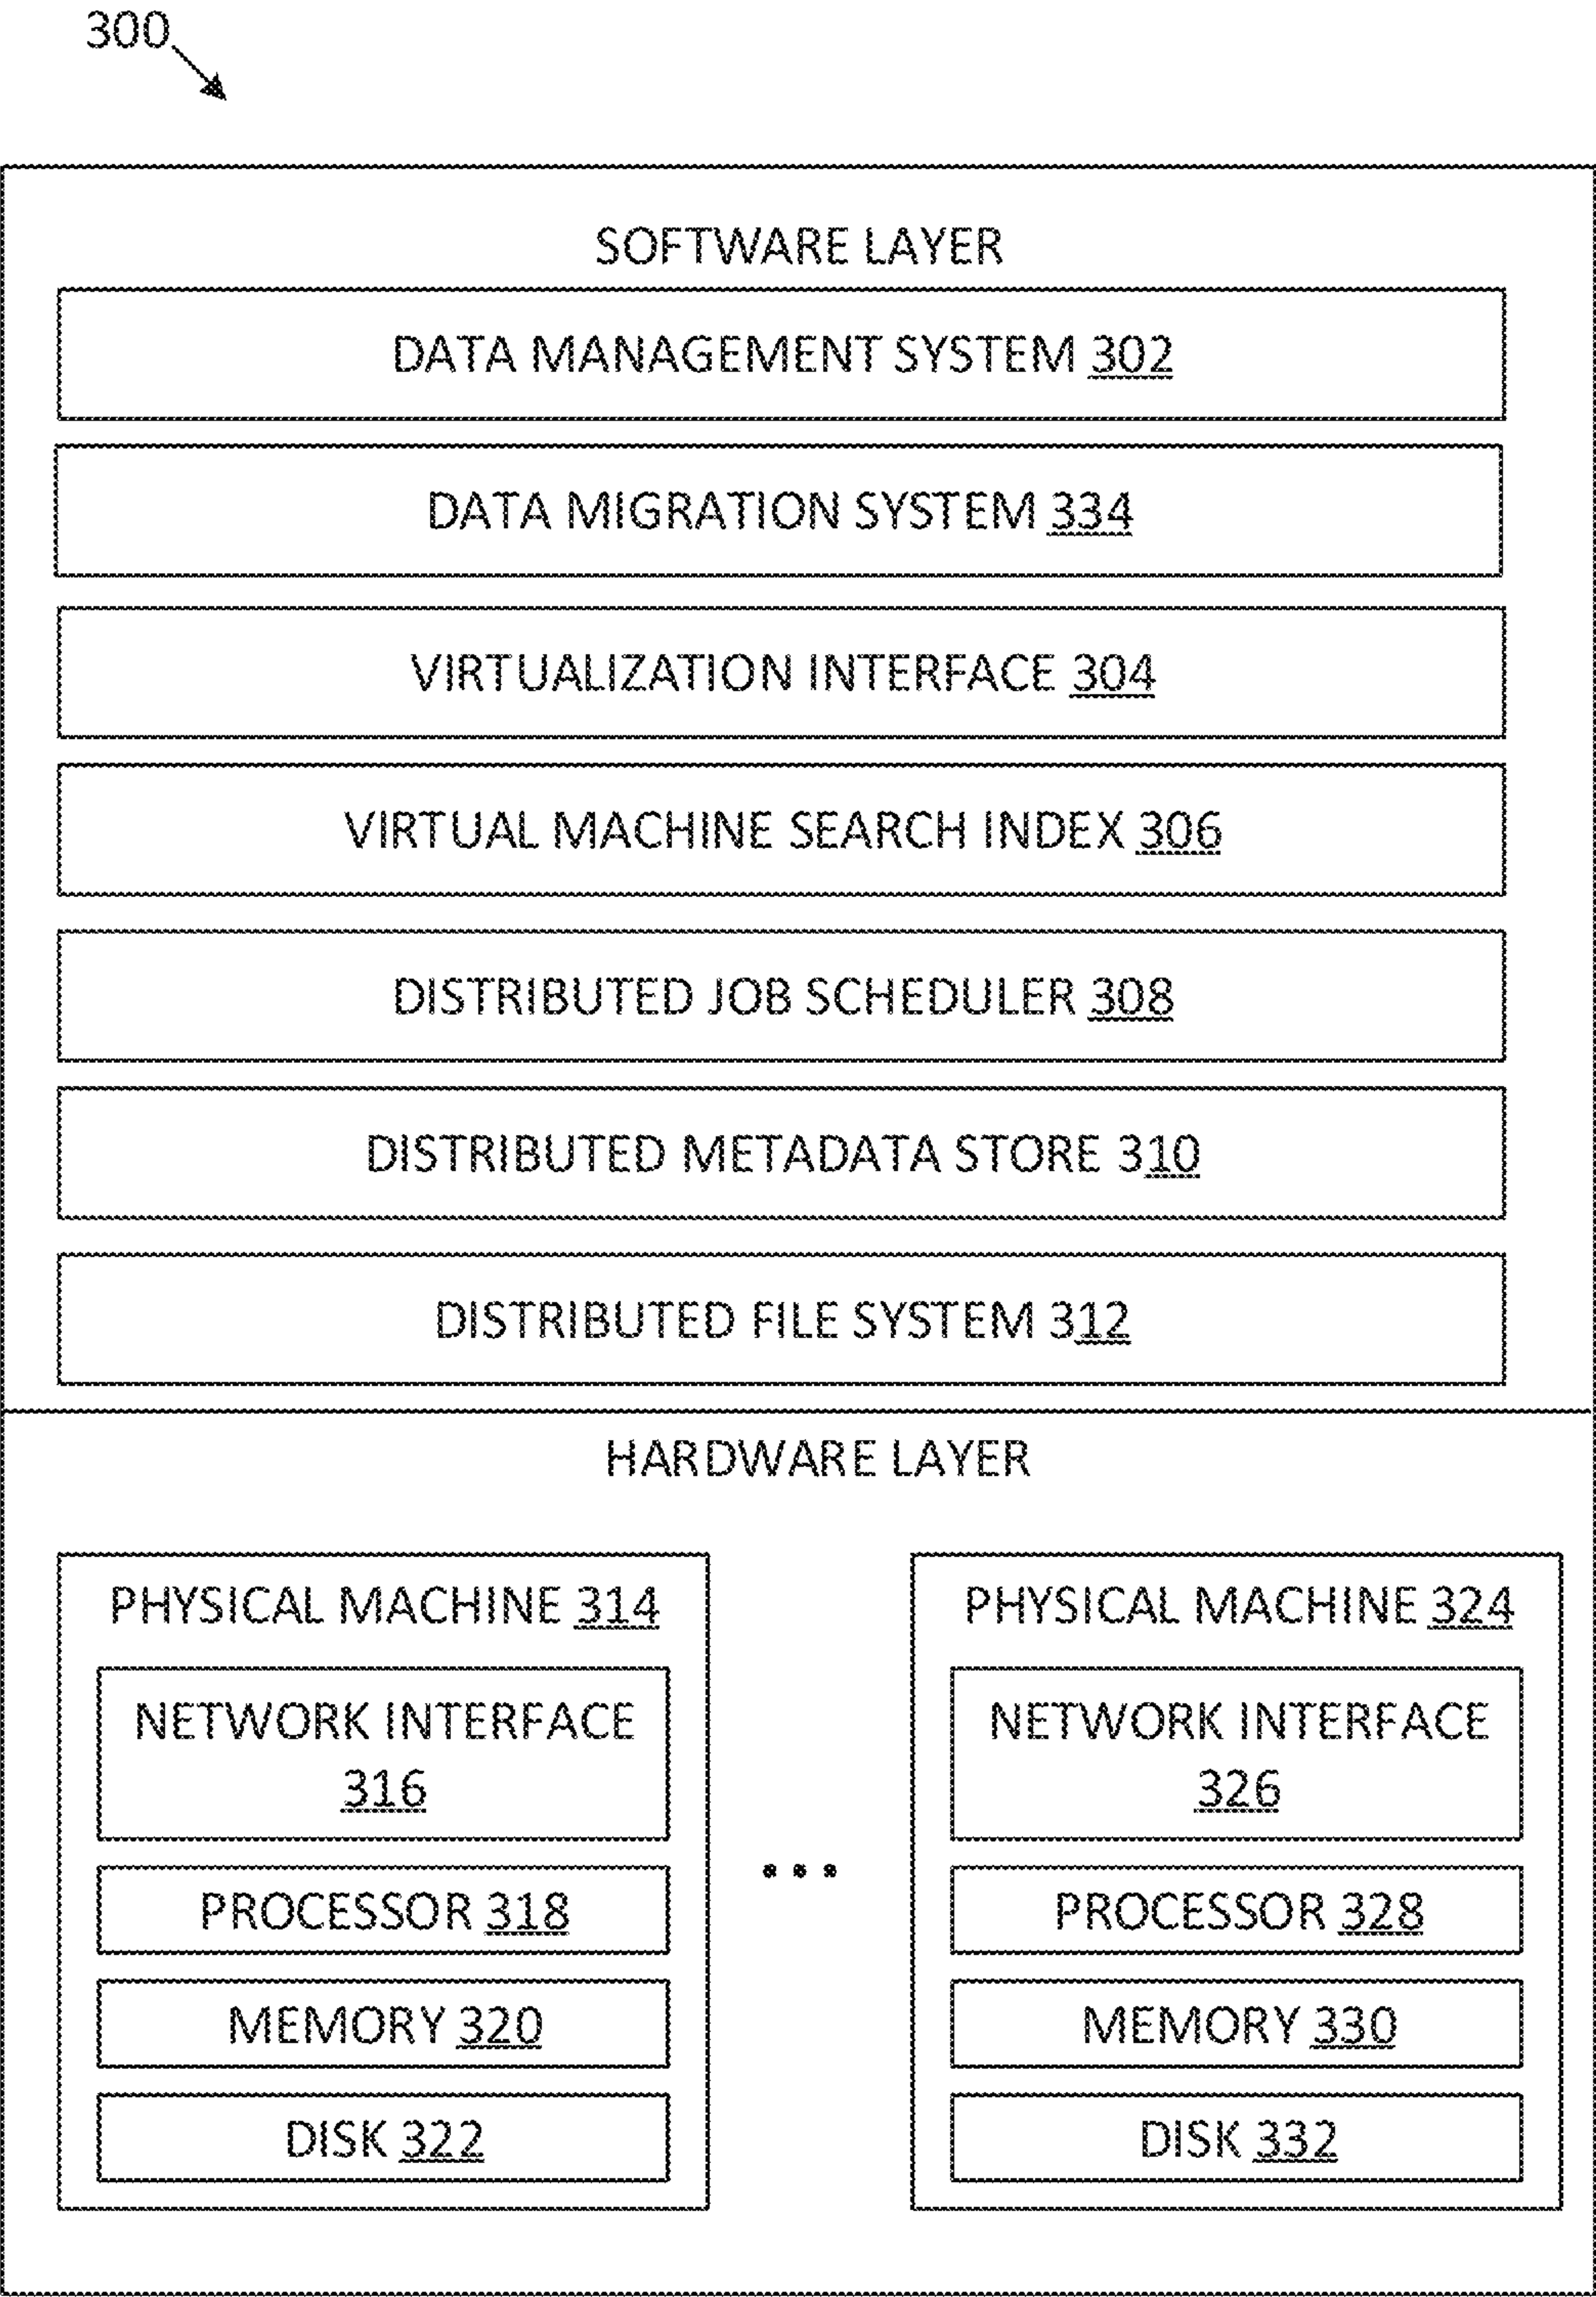 300
SOFTWARE LAYER
DATA MANAGEMENT SYSTEM 302
DATA MIGRATION SYSTEM 334
VIRTUALIZATION INTERFACE 304
VIRTUAL MACHINE SEARCH INDEX 306
DISTRIBUTED JOB SCHEDULER 308
DISTRIBUTED METADATA STORE 310
DISTRIBUTED FILE SYSTEM 312
HARDWARE LAYER
PHYSICAL MACHINE 314
NETWORK INTERFACE
316
PROCESSOR 318
MEMORY 320
DISK 322
...
PHYSICAL MACHINE 324
NETWORK INTERFACE
326
PROCESSOR 328
MEMORY 330
DISK 332